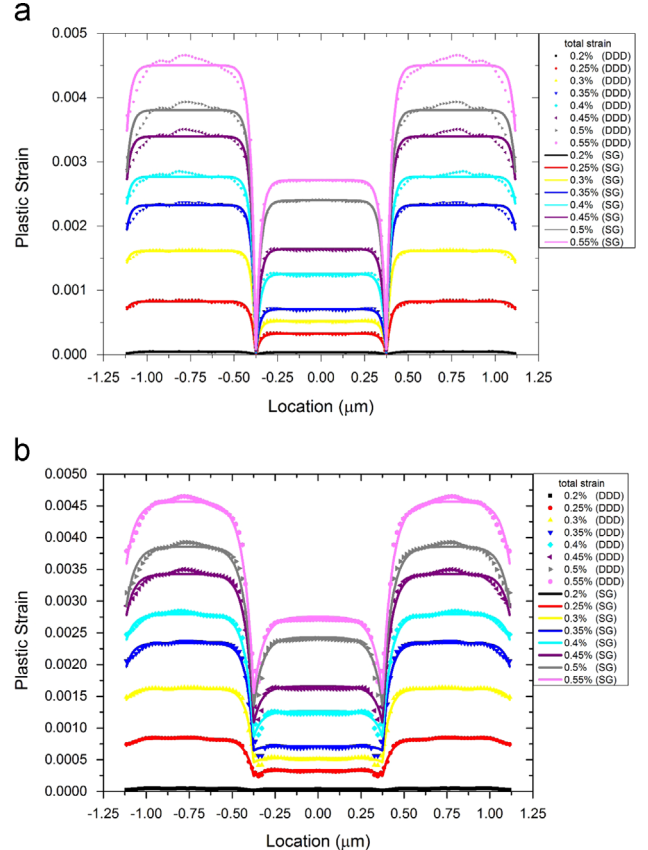 a
0.005
0.004
0.003
0.002
0.001
0.000
Plastic Strain
-1.25 -1.00 -0.75 -0.50 -0.25 0.00 0.25 0.50 0.75 1.00 1.25
Location (μm)
total strain
0.2% (DDD)
0.25% (DDD)
0.3% (DDD)
0.35% (DDD)
0.4% (DDD)
0.45% (DDD)
0.5% (DDD)
0.55% (DDD)
0.2% (SG)
0.25% (SG)
0.3% (SG)
0.35% (SG)
0.4% (SG)
0.45% (SG)
0.5% (SG)
0.55% (SG)
b
0.0050
0.0045
0.0040
0.0035
0.0030
0.0025
0.0020
0.0015
0.0010
0.0005
0.0000
Plastic Strain
-1.25 -1.00 -0.75 -0.50 -0.25 0.00 0.25 0.50 0.75 1.00 1.25
Location (μm)
total strain
0.2% (DDD)
0.25% (DDD)
0.3% (DDD)
0.35% (DDD)
0.4% (DDD)
0.45% (DDD)
0.5% (DDD)
0.55% (DDD)
0.2% (SG)
0.25% (SG)
0.3% (SG)
0.35% (SG)
0.4% (SG)
0.45% (SG)
0.5% (SG)
0.55% (SG)